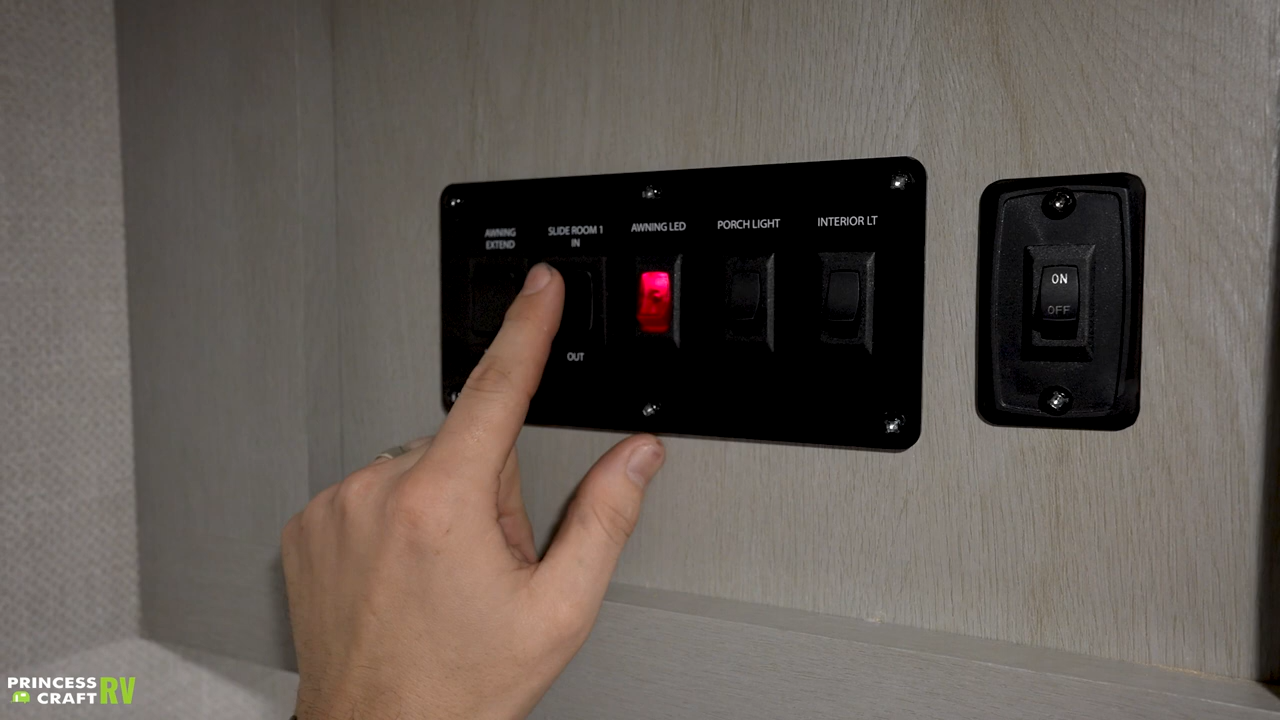 AWNING
EXTEND
SLIDE ROOM 1
IN
AWNING LED
PORCH LIGHT
INTERIOR LT
OUT
ON
OFF
PRINCESS
CRAFT RV